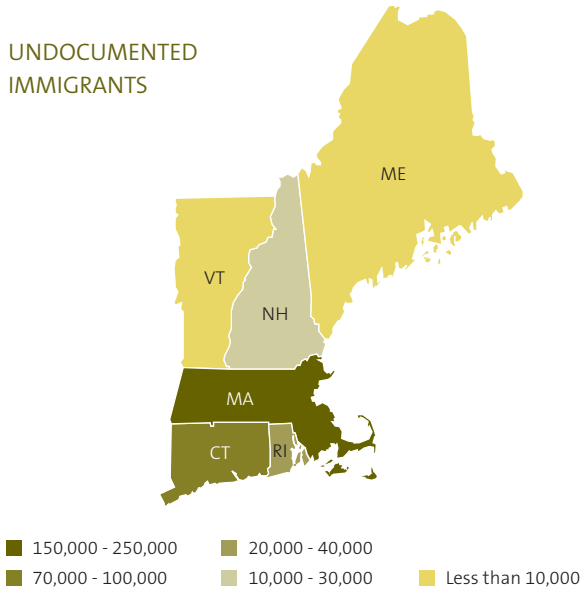 UNDOCUMENTED
IMMIGRANTS
ME
VT
NH
MA
CT
RI
150,000 - 250,000
20,000 - 40,000
70,000 - 100,000
10,000 - 30,000
Less than 10,000